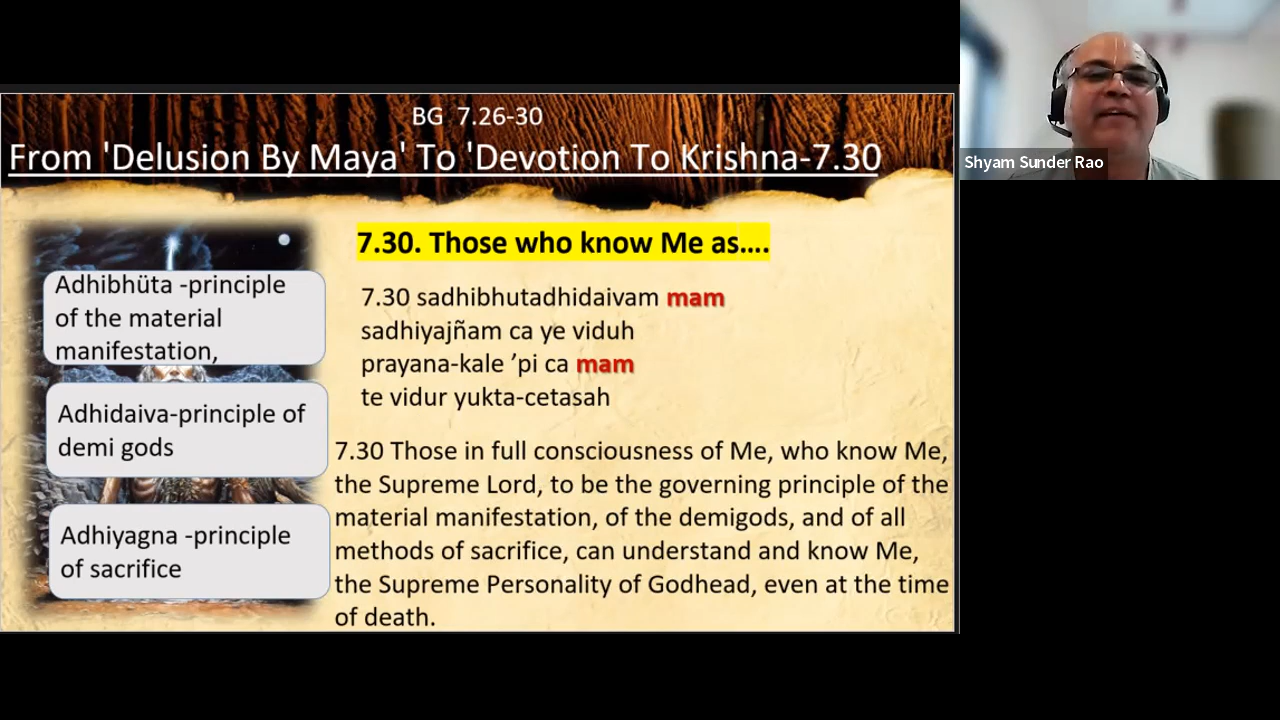 BG 7.26-30
From 'Delusion By Maya' To 'Devotion To Krishna-7.30
Adhibhüta -principle
of the material
manifestation,
Adhidaiva-principle of
demi gods
Adhiyagna -principle
of sacrifice
7.30. Those who know Me as....
7.30 sadhibhutadhidaivam mam
sadhiyajñam ca ye viduh
prayana-kale ’pi ca mam
te vidur yukta-cetasah
7.30 Those in full consciousness of Me, who know Me,
the Supreme Lord, to be the governing principle of the
material manifestation, of the demigods, and of all
methods of sacrifice, can understand and know Me,
the Supreme Personality of Godhead, even at the time
of death.
Shyam Sunder Rao